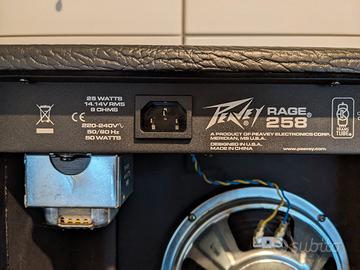 25 WATTS
14.14V RMS
8 OHMS
220-240V~
50/60 Hz
50 WATTS
CE
PEAVEY RAGE® 258
A PRODUCT OF PEAVEY ELECTRONICS CORP.
MERIDIAN, MS U.S.A.
DESIGNED IN U.S.A.
MADE IN CHINA
TRANS TUBE
www.peavey.com
subito